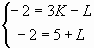 -2 = 3K - L
-2 = 5 + L